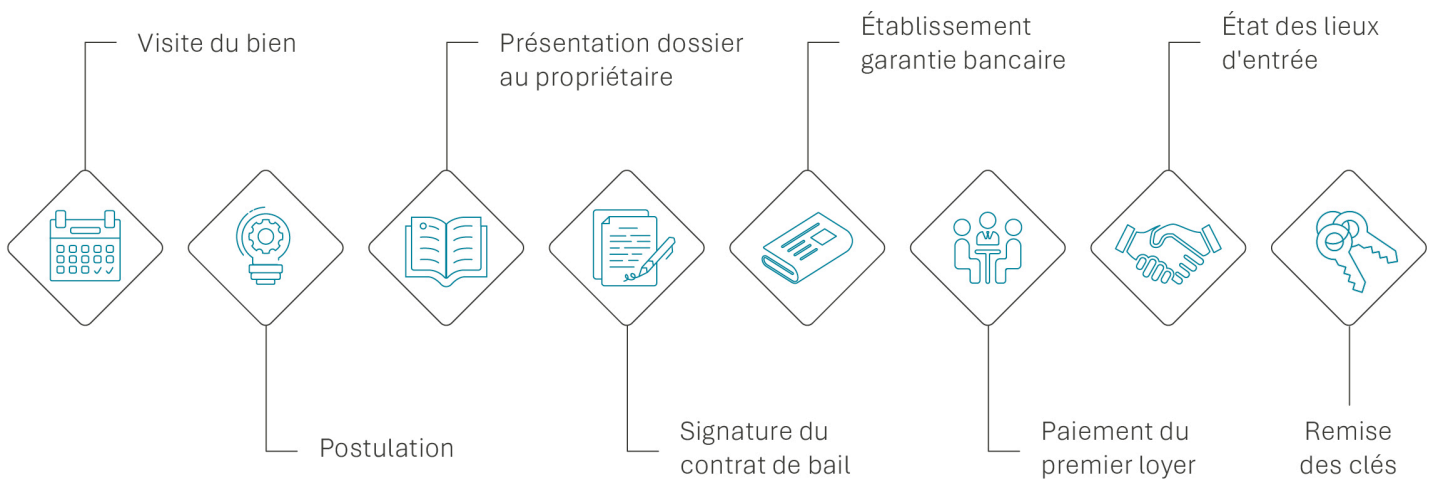 Visite du bien
Postulation
Présentation dossier
au propriétaire
Signature du
contrat de bail
Établissement
garantie bancaire
Paiement du
premier loyer
État des lieux
d'entrée
Remise
des clés